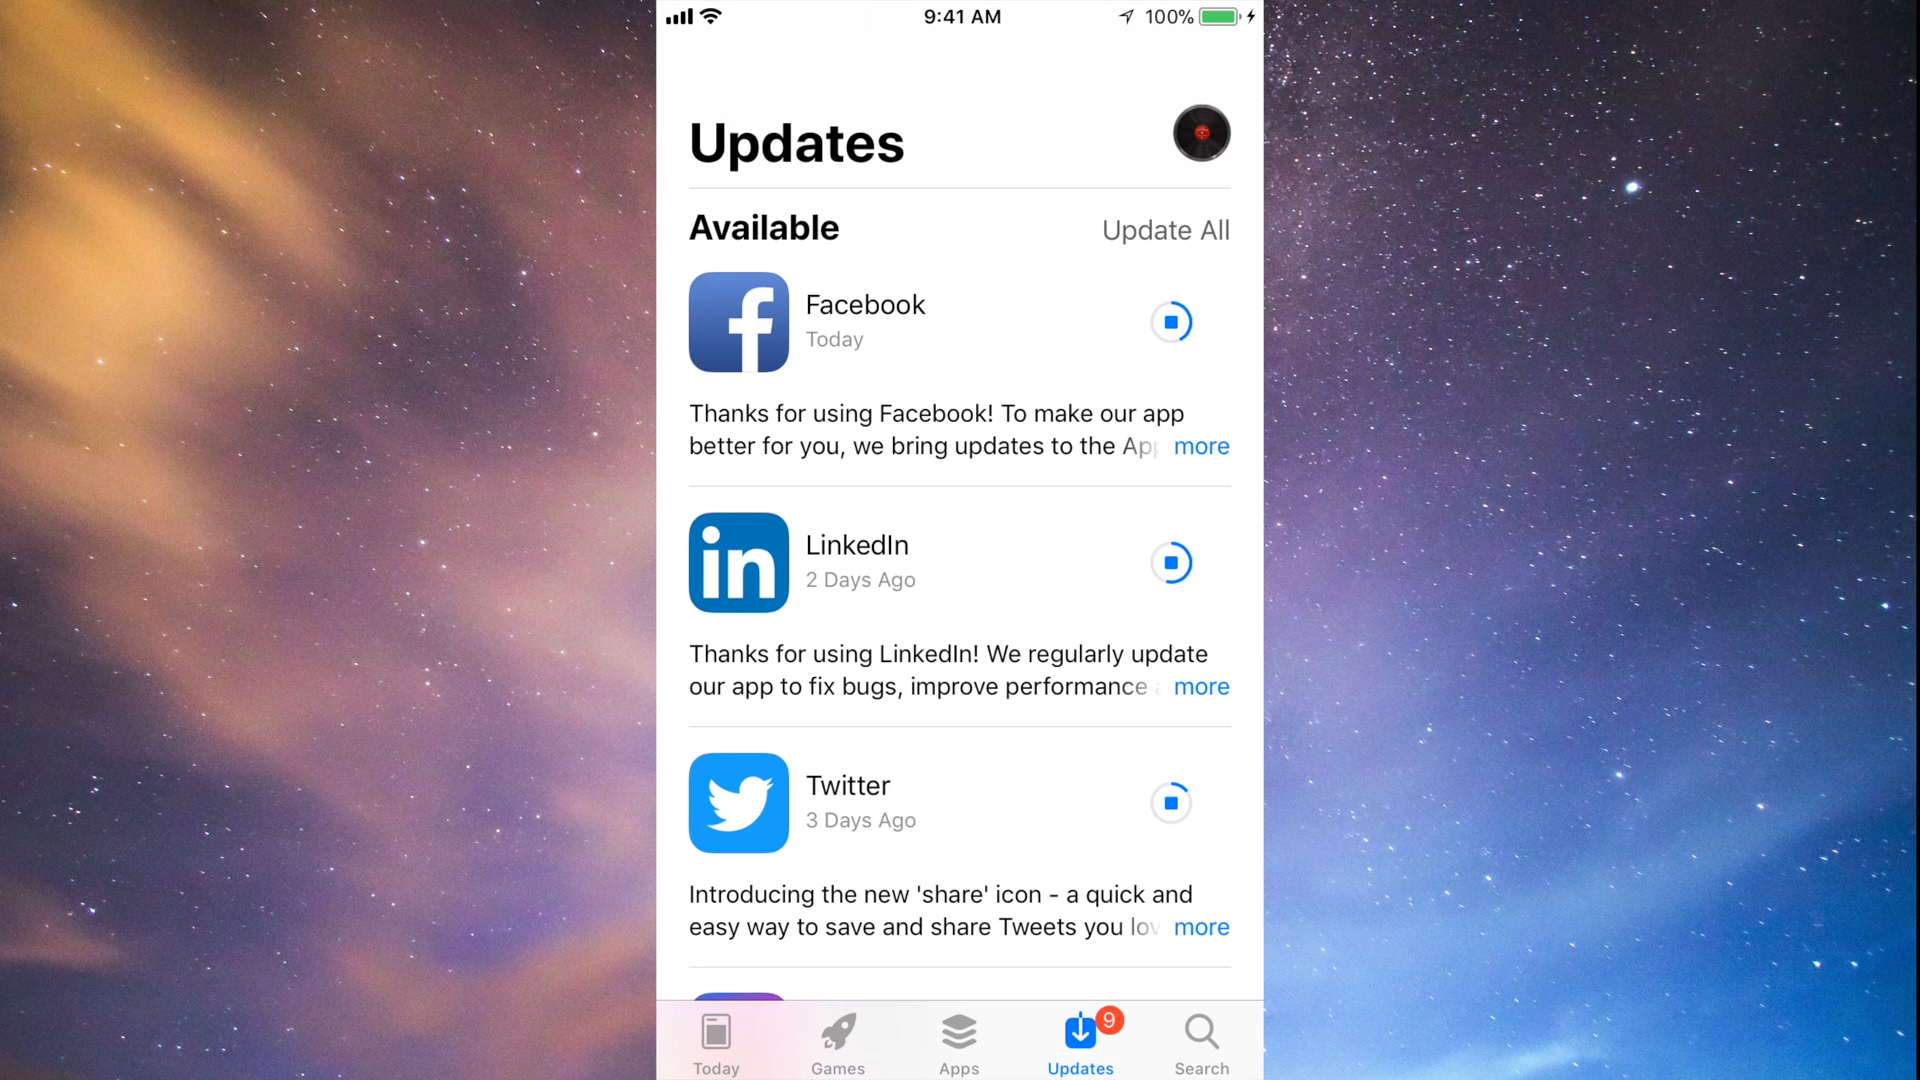 9:41 AM
100%
Updates
Available
Update All
Facebook
Today
Thanks for using Facebook! To make our app
better for you, we bring updates to the App
more
in
LinkedIn
2 Days Ago
Thanks for using LinkedIn! We regularly update
our app to fix bugs, improve performance
more
Twitter
3 Days Ago
Introducing the new 'share' icon - a quick and
easy way to save and share Tweets you lov
more
9
Today
Games
Apps
Updates
Search